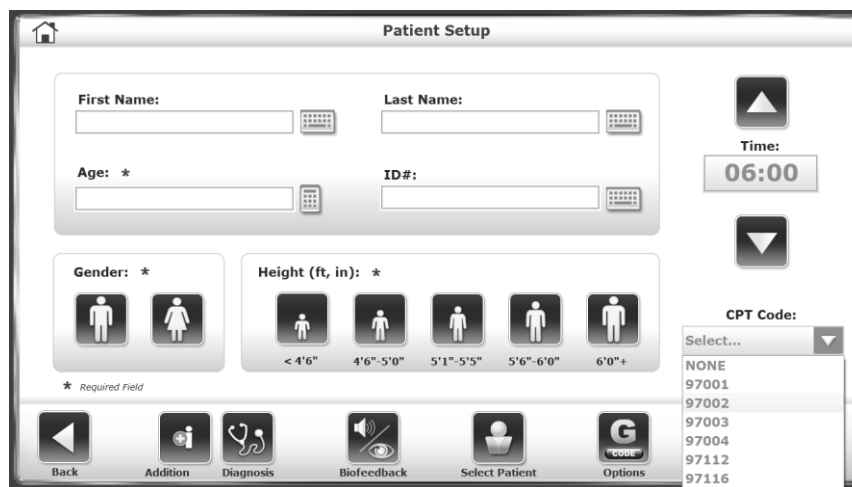 Patient Setup
First Name:
Last Name:
Age: *
ID#:
Time:
06:00
Gender: *
Height (ft, in): *
< 4'6"
4'6"-5'0"
5'1"-5'5"
5'6"-6'0"
6'0"+
* Required Field
CPT Code:
Select...
NONE
97001
97002
97003
97004
97112
97116
i
G
CODE
Back
Addition
Diagnosis
Biofeedback
Select Patient
Options